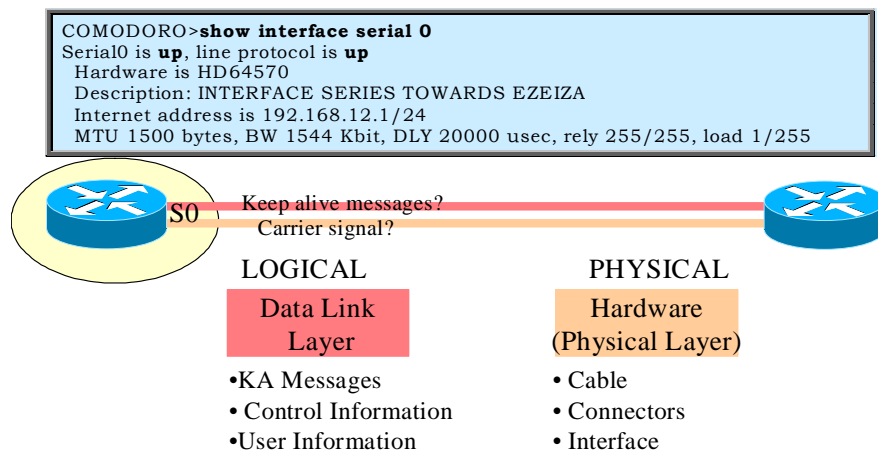 COMODORO>show interface serial 0
Serial0 is up, line protocol is up
Hardware is HD64570
Description: INTERFACE SERIES TOWARDS EZEIZA
Internet address is 192.168.12.1/24
MTU 1500 bytes, BW 1544 Kbit, DLY 20000 usec, rely 255/255, load 1/255
S0
Keep alive messages?
Carrier signal?
LOGICAL
Data Link
Layer
•KA Messages
• Control Information
•User Information
PHYSICAL
Hardware
(Physical Layer)
• Cable
• Connectors
• Interface